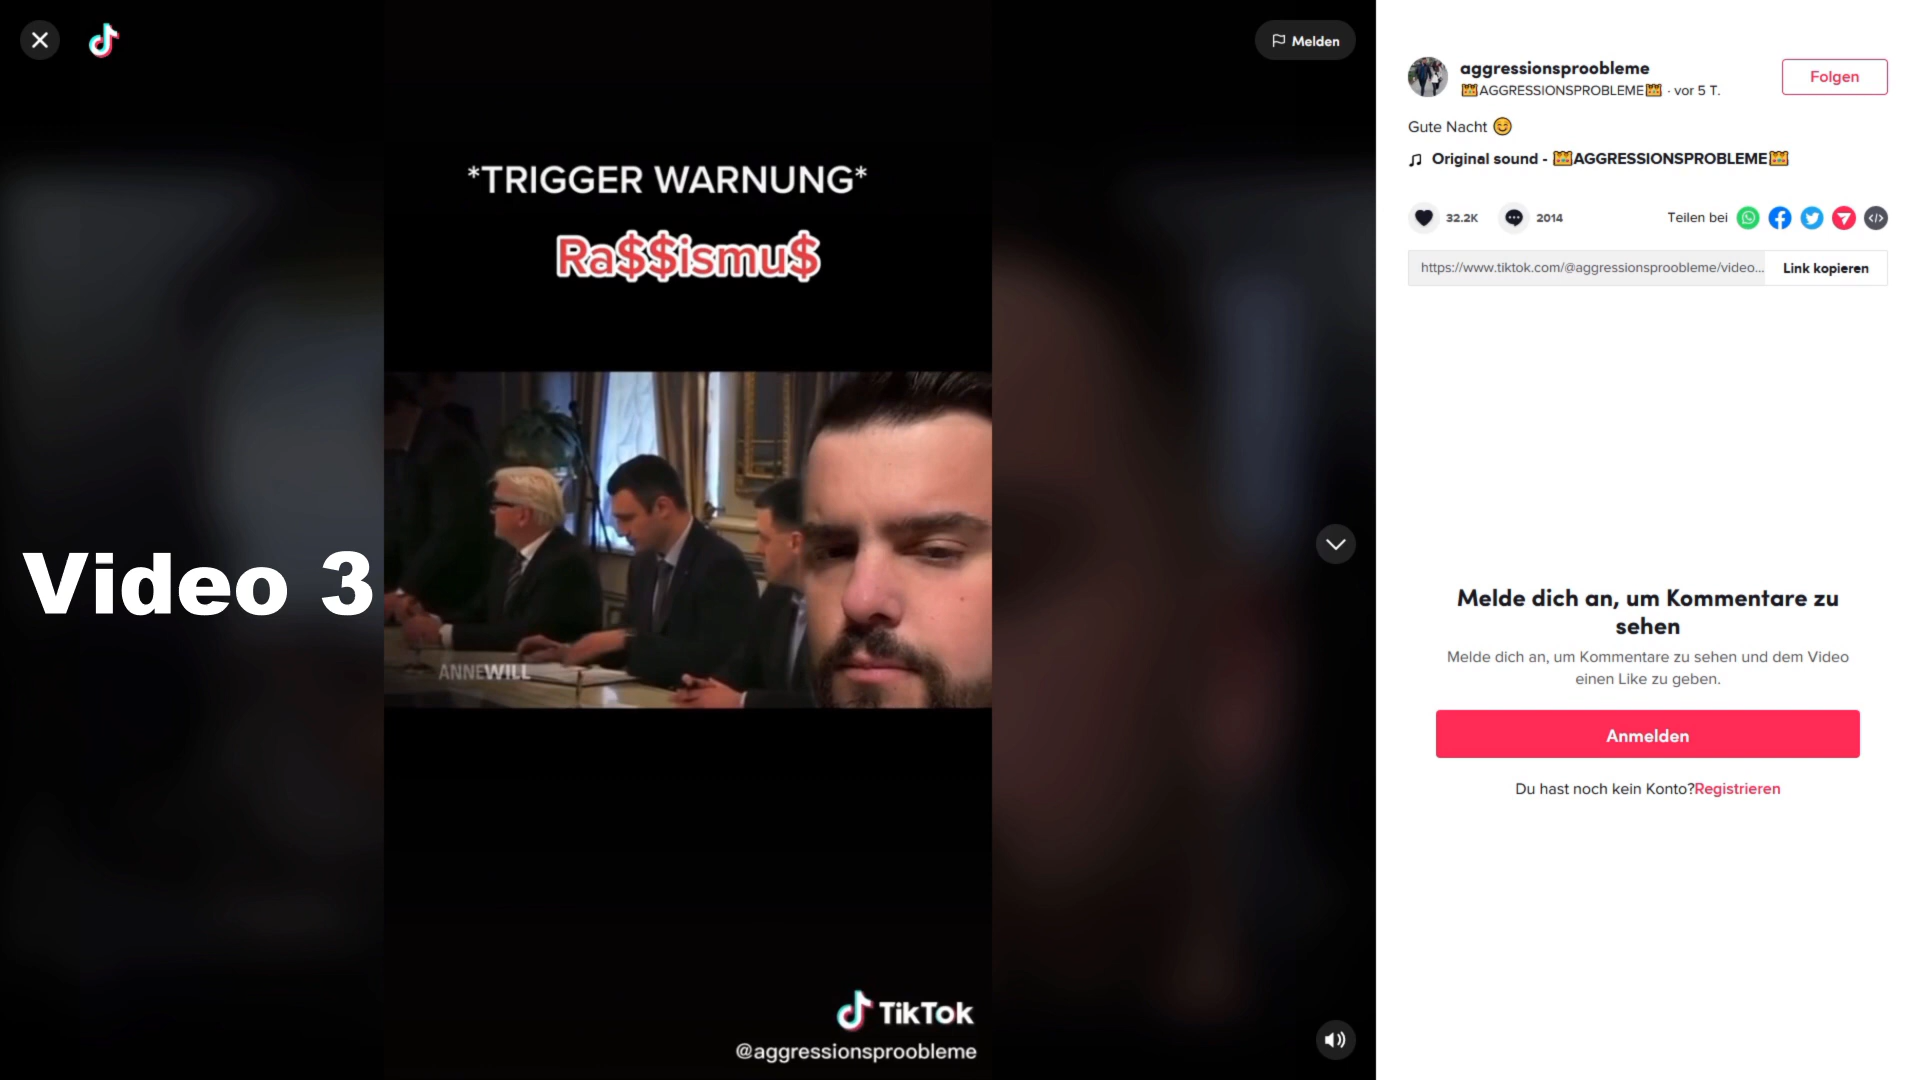 Melden
*TRIGGER WARNUNG*
Ra$$ismu$
Video 3
ANNEWILL
TikTok
@aggressionsproobleme
aggressionsproobleme
AGGRESSIONSPROBLEME · vor 5 T.
Folgen
Gute Nacht 😊
Original sound - AGGRESSIONSPROBLEME
32.2K
2014
Teilen bei
https://www.tiktok.com/@aggressionsproobleme/video...
Link kopieren
Melde dich an, um Kommentare zu
sehen
Melde dich an, um Kommentare zu sehen und dem Video
einen Like zu geben.
Anmelden
Du hast noch kein Konto?Registrieren